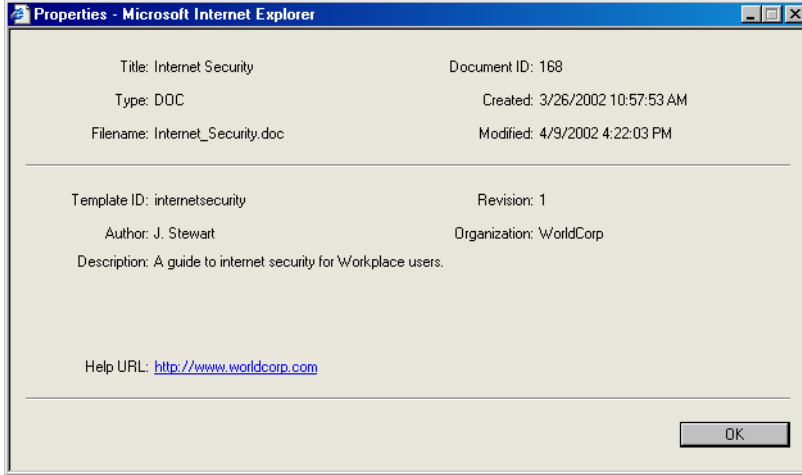 Properties - Microsoft Internet Explorer
Title: Internet Security Document ID: 168
Type: DOC Created: 3/26/2002 10:57:53 AM
Filename: Internet_Security.doc Modified: 4/9/2002 4:22:03 PM
Template ID: internetsecurity Revision: 1
Author: J. Stewart Organization: WorldCorp
Description: A guide to internet security for Workplace users.
Help URL: http://www.worldcorp.com
OK